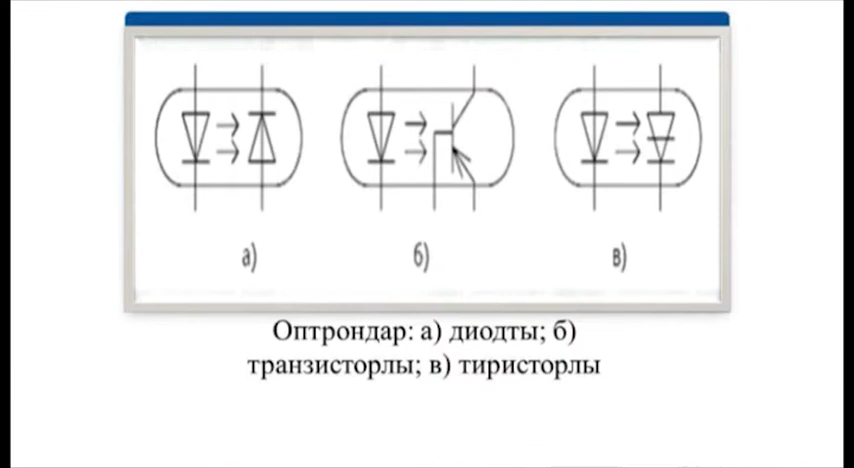 а) б) в)
Оптрондар: а) диодты; б)
транзисторлы; в) тиристорлы